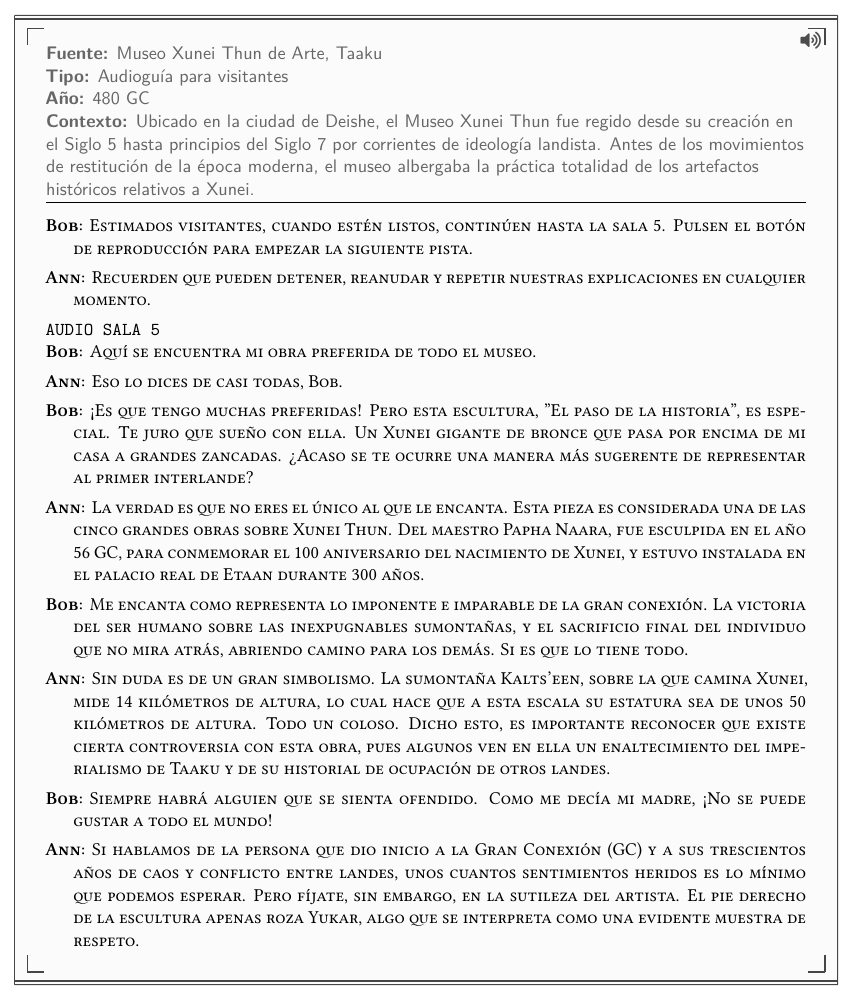 Fuente: Museo Xunei Thun de Arte, Taaku
Tipo: Audioguía para visitantes
Año: 480 GC
Contexto: Ubicado en la ciudad de Deishe, el Museo Xunei Thun fue regido desde su creación en
el Siglo 5 hasta principios del Siglo 7 por corrientes de ideología landista. Antes de los movimientos
de restitución de la época moderna, el museo albergaba la práctica totalidad de los artefactos
históricos relativos a Xunei.
Bob: Estimados visitantes, cuando estén listos, continúen hasta la sala 5. Pulsen el botón
de reproducción para empezar la siguiente pista.
Ann: Recuerden que pueden detener, reanudar y repetir nuestras explicaciones en cualquier
momento.
AUDIO SALA 5
Bob: Aquí se encuentra mi obra preferida de todo el museo.
Ann: Eso lo dices de casi todas, Bob.
Bob: ¡Es que tengo muchas preferidas! Pero esta escultura, ”El paso de la historia”, es espe-
cial. Te juro que sueño con ella. Un Xunei gigante de bronce que pasa por encima de mi
casa a grandes zancadas. ¿Acaso se te ocurre una manera más sugerente de representar
al primer interlande?
Ann: La verdad es que no eres el único al que le encanta. Esta pieza es considerada una de las
cinco grandes obras sobre Xunei Thun. Del maestro Papha Naara, fue esculpida en el año
56 GC, para conmemorar el 100 aniversario del nacimiento de Xunei, y estuvo instalada en
el palacio real de Etaan durante 300 años.
Bob: Me encanta como representa lo imponente e imparable de la gran conexión. La victoria
del ser humano sobre las inexpugnables sumontañas, y el sacrificio final del individuo
que no mira atrás, abriendo camino para los demás. Si es que lo tiene todo.
Ann: Sin duda es de un gran simbolismo. La sumontaña Kalts’een, sobre la que camina Xunei,
mide 14 kilómetros de altura, lo cual hace que a esta escala su estatura sea de unos 50
kilómetros de altura. Todo un coloso. Dicho esto, es importante reconocer que existe
cierta controversia con esta obra, pues algunos ven en ella un enaltecimiento del impe-
rialismo de Taaku y de su historial de ocupación de otros landes.
Bob: Siempre habrá alguien que se sienta ofendido. Como me decía mi madre, ¡No se puede
gustar a todo el mundo!
Ann: Si hablamos de la persona que dio inicio a la Gran Conexión (GC) y a sus trescientos
años de caos y conflicto entre landes, unos cuantos sentimientos heridos es lo mínimo
que podemos esperar. Pero fíjate, sin embargo, en la sutileza del artista. El pie derecho
de la escultura apenas roza Yukar, algo que se interpreta como una evidente muestra de
respeto.